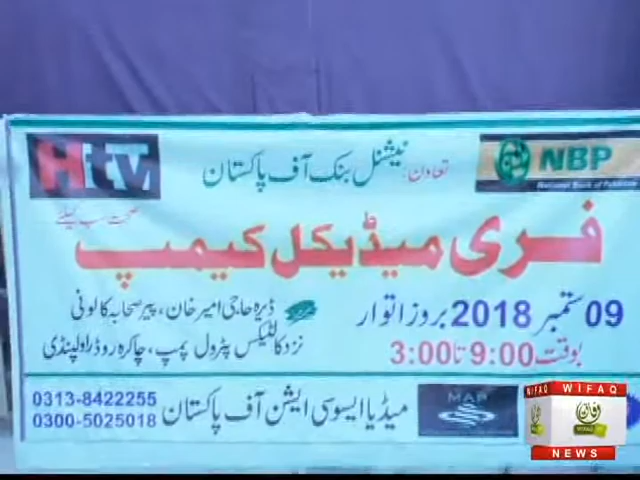 Htv
صحت سب کیلئے
تعاون: نیشنل بنک آف پاکستان
NBP
National Bank of Pakistan
فری میڈیکل کیمپ
09 ستمبر 2018 بروز اتوار
بوقت 9:00 تا 3:00
ڈیرہ حاجی امیر خان، پیر صحابہ کالونی
نزد کالٹیکس پٹرول پمپ، چاکرہ روڈ راولپنڈی
0313-8422255
0300-5025018
میڈیا ایسوسی ایشن آف پاکستان
MAP
WIFAQ WIFAQ
وفاق
NEWS